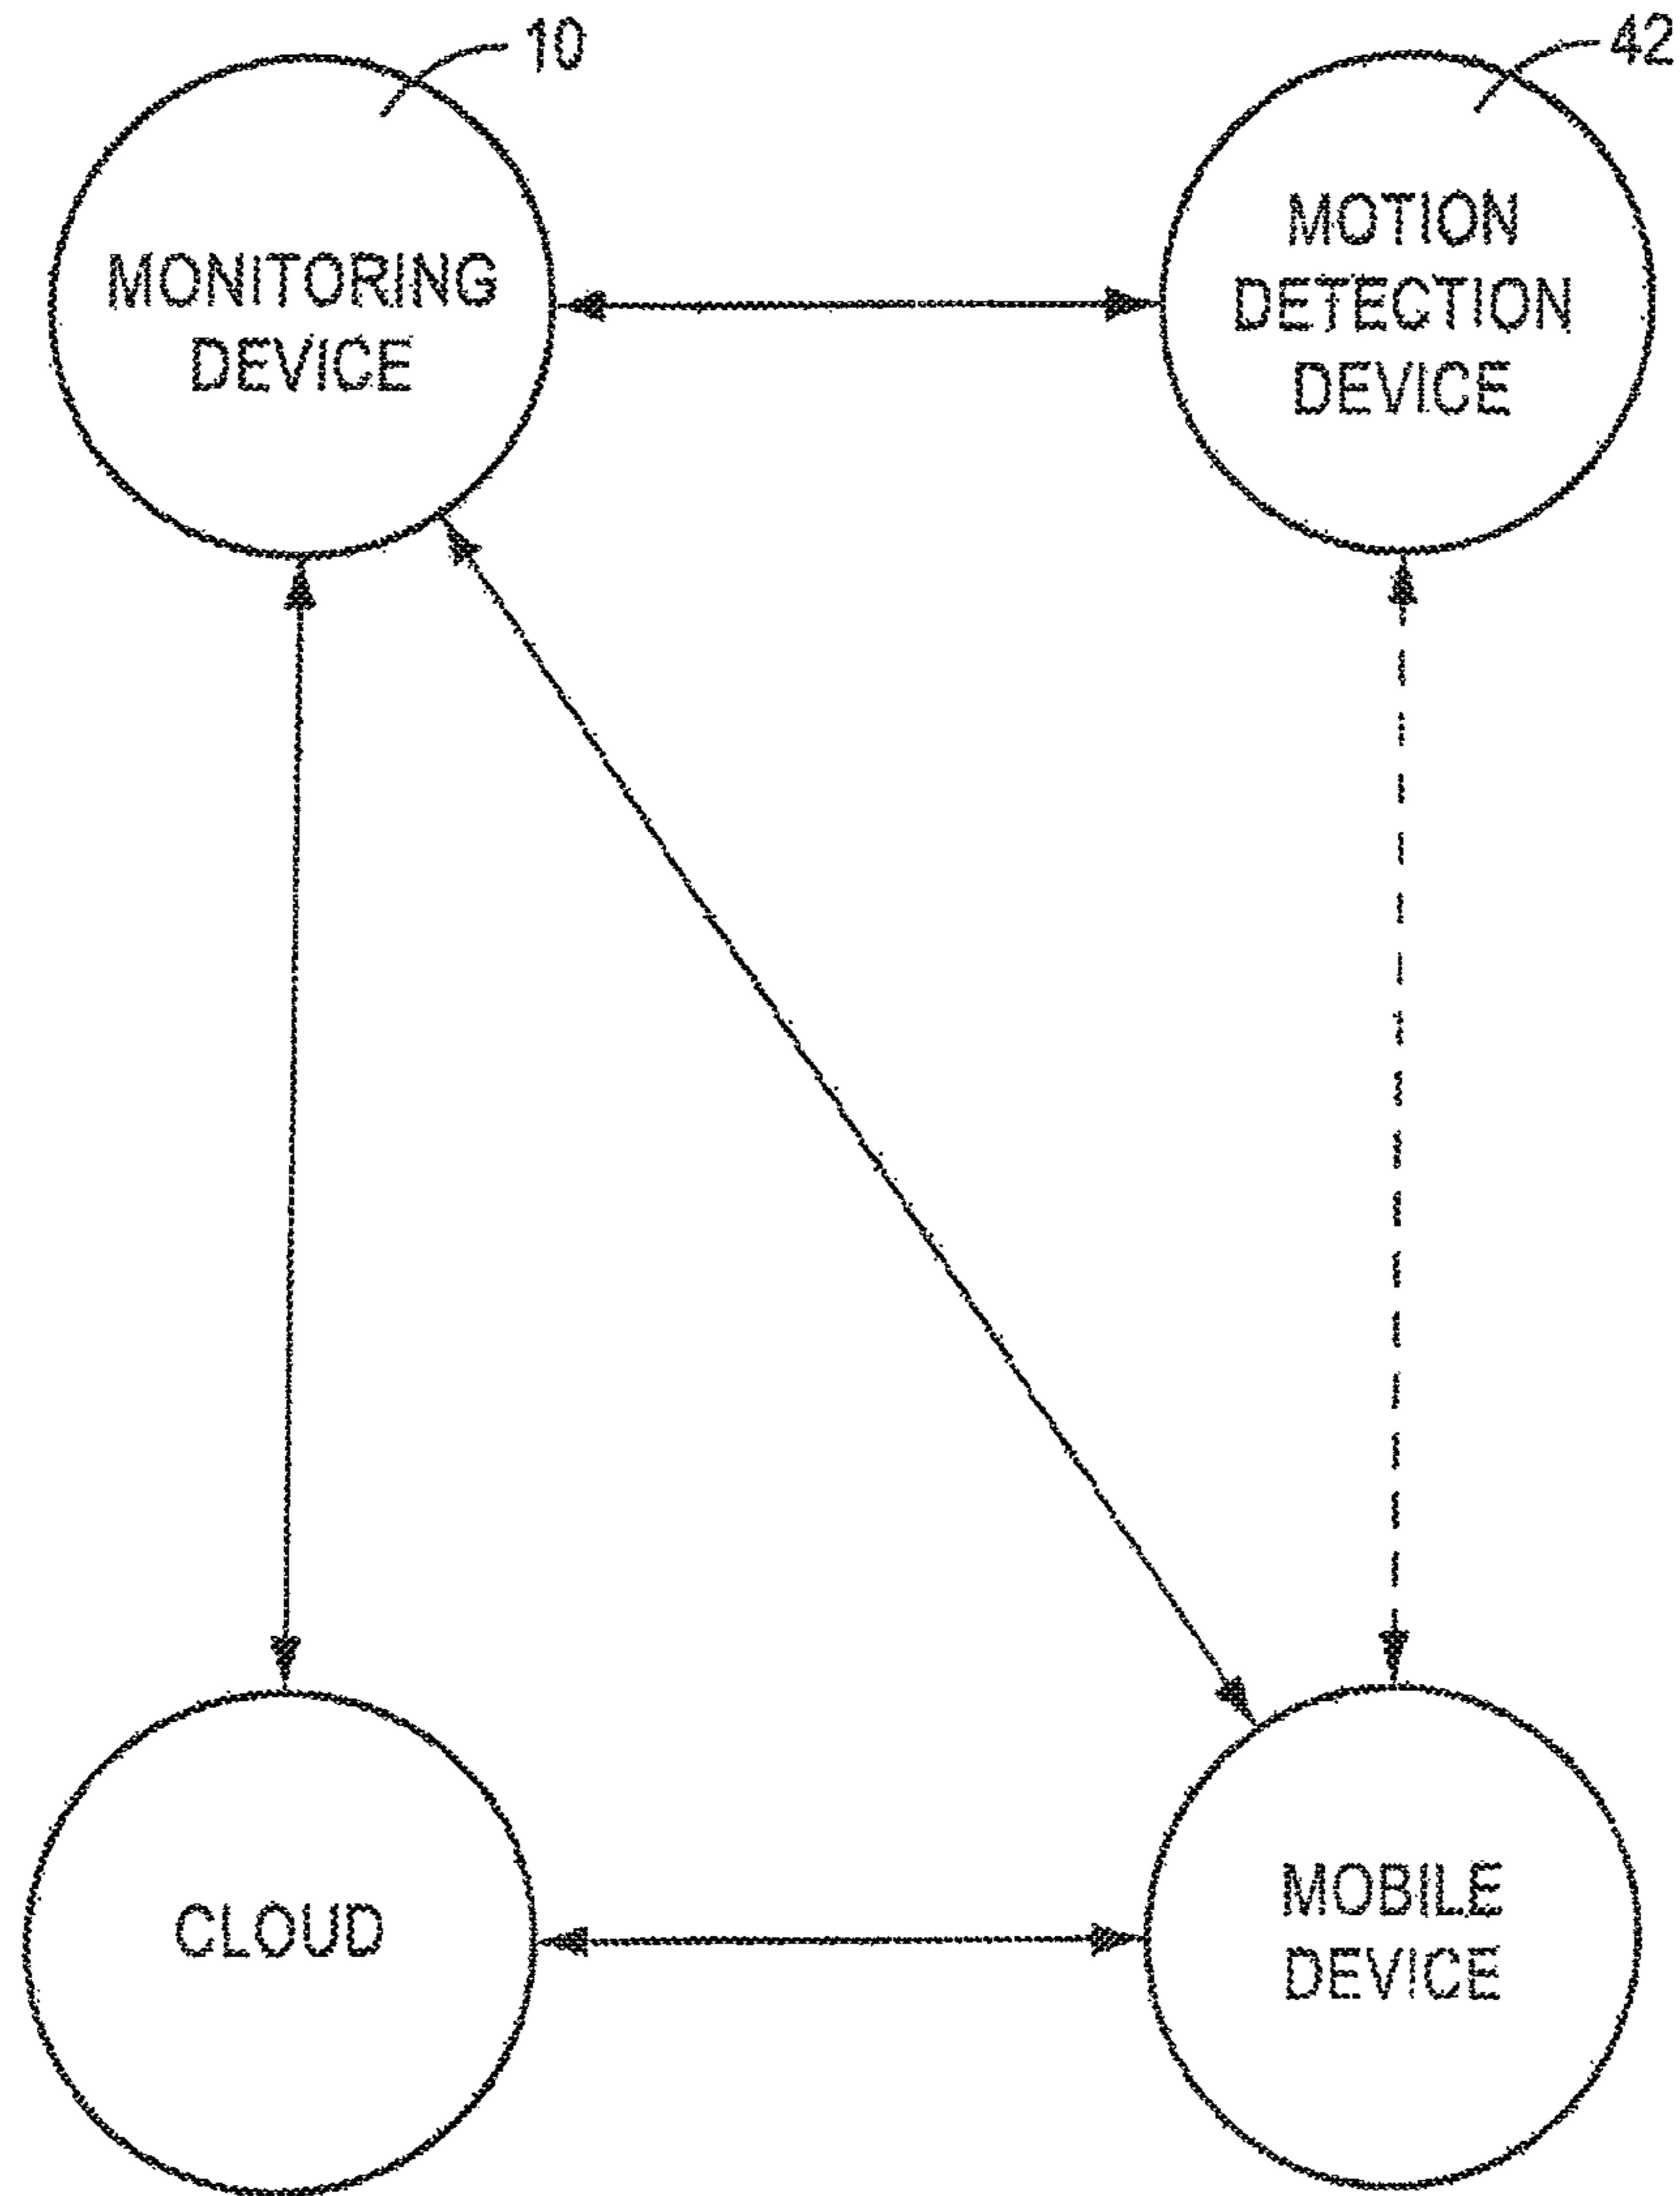 10
42
MONITORING
DEVICE
MOTION
DETECTION
DEVICE
CLOUD
MOBILE
DEVICE